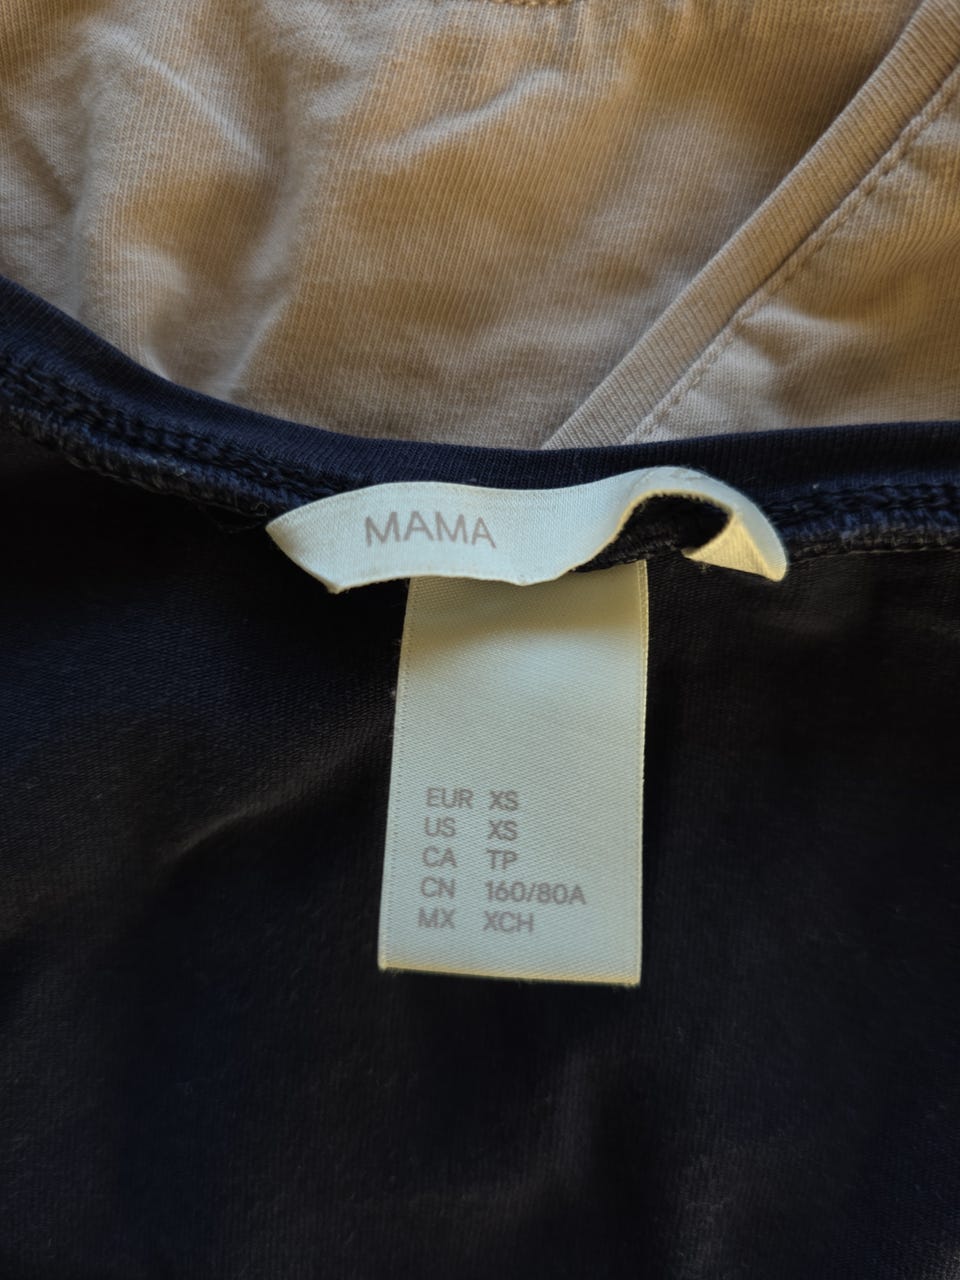 MAMA
EUR XS
US XS
CA TP
CN 160/80A
MX XCH